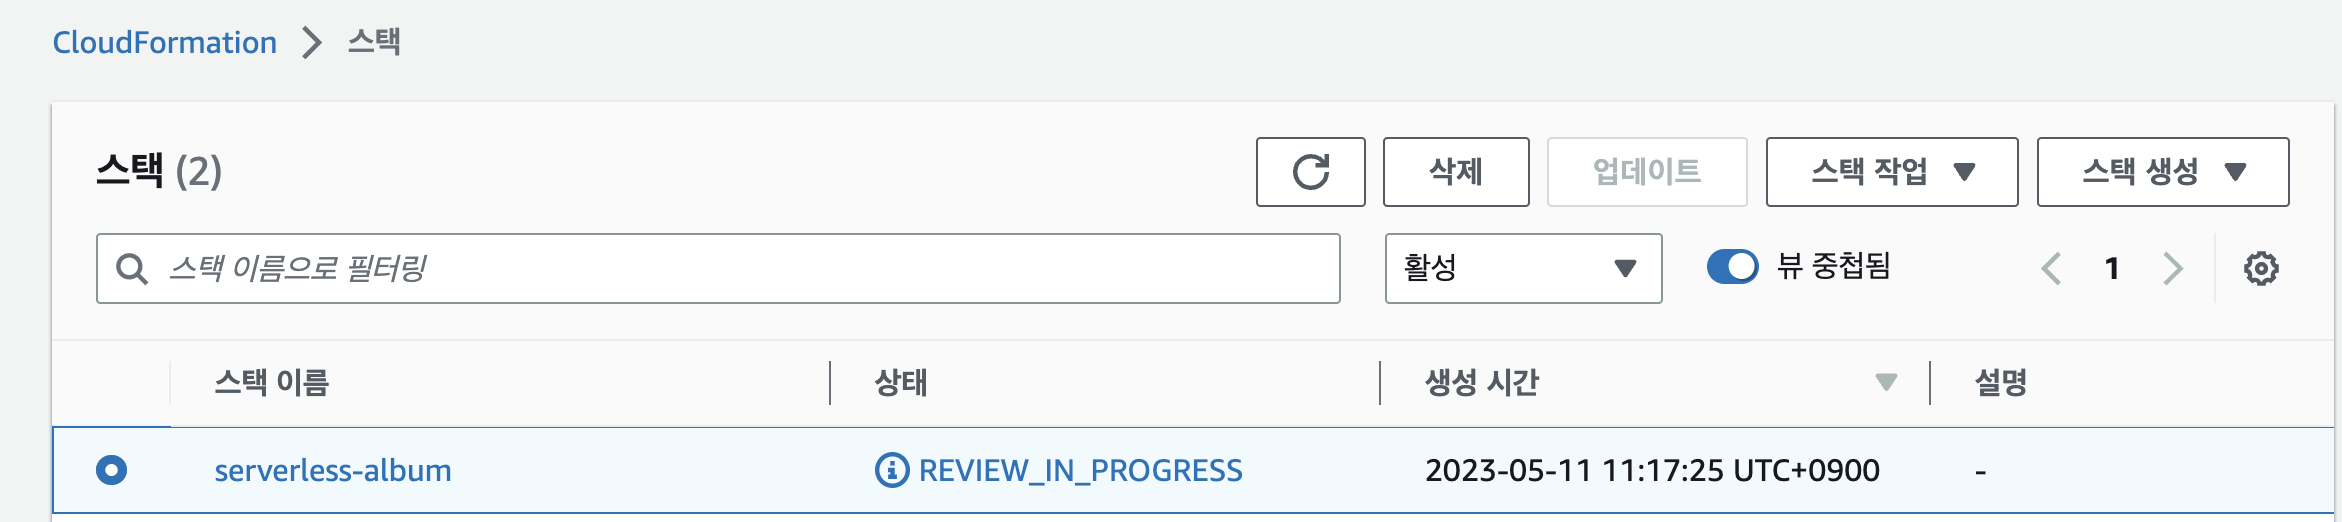 CloudFormation > 스택
스택 (2)
삭제 업데이트 스택 작업 스택 생성
스택 이름으로 필터링 활성 뷰 중첩됨 1
스택 이름 상태 생성 시간 설명
serverless-album REVIEW_IN_PROGRESS 2023-05-11 11:17:25 UTC+0900 -